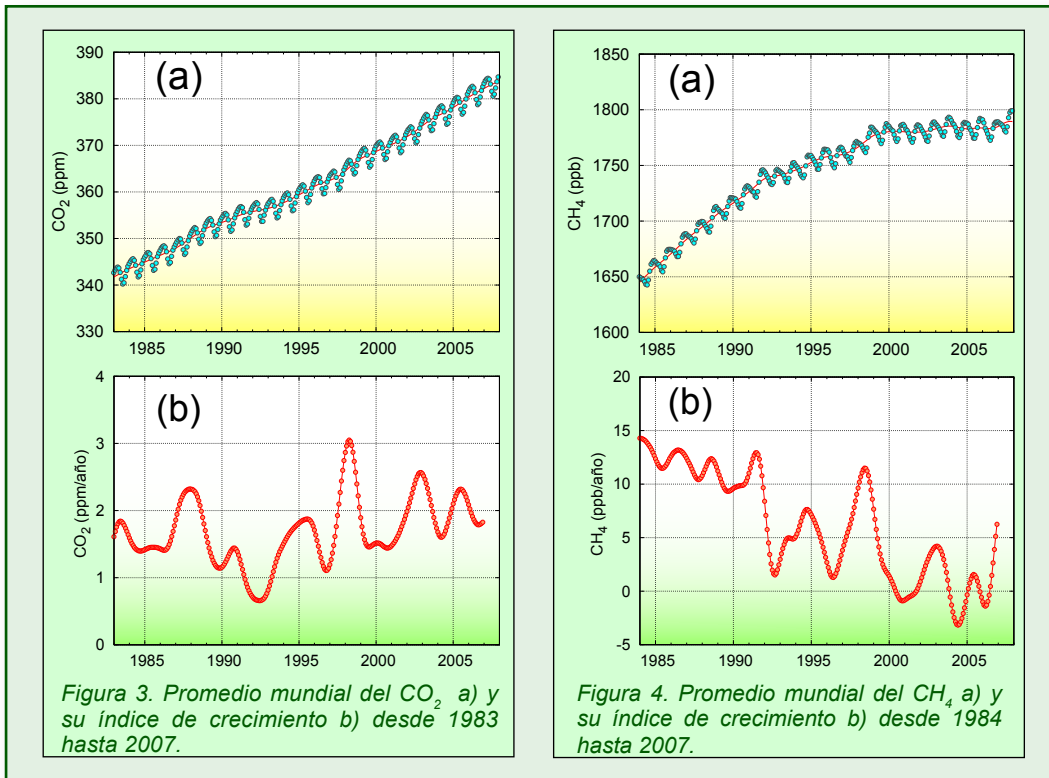 (a)
390
380
370
360
350
340
330
CO2 (ppm)
1985 1990 1995 2000 2005
(b)
4
3
2
1
0
CO2 (ppm/año)
1985 1990 1995 2000 2005
Figura 3. Promedio mundial del CO2 a) y
su índice de crecimiento b) desde 1983
hasta 2007.
(a)
1850
1800
1750
1700
1650
1600
CH4 (ppb)
1985 1990 1995 2000 2005
(b)
20
15
10
5
0
-5
CH4 (ppb/año)
1985 1990 1995 2000 2005
Figura 4. Promedio mundial del CH4 a) y
su índice de crecimiento b) desde 1984
hasta 2007.